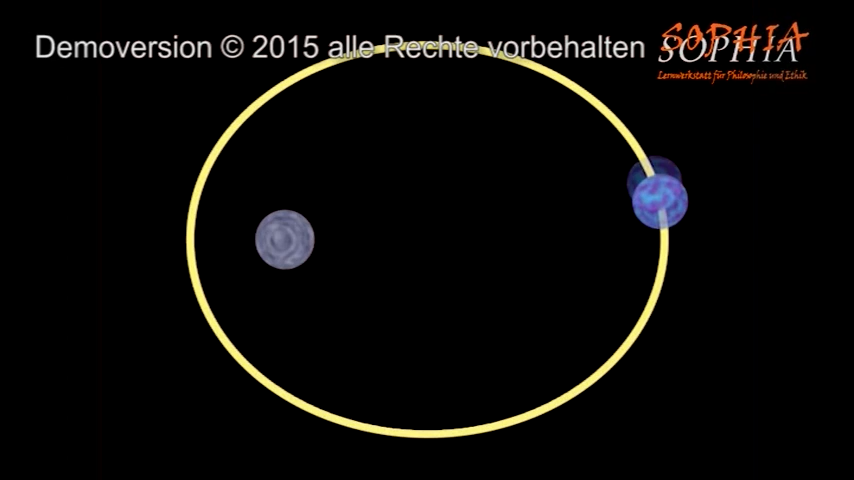 Demoversion © 2015 alle Rechte vorbehalten
SOPHIA
SOPHIA
Lernwerkstatt für Philosophie und Ethik